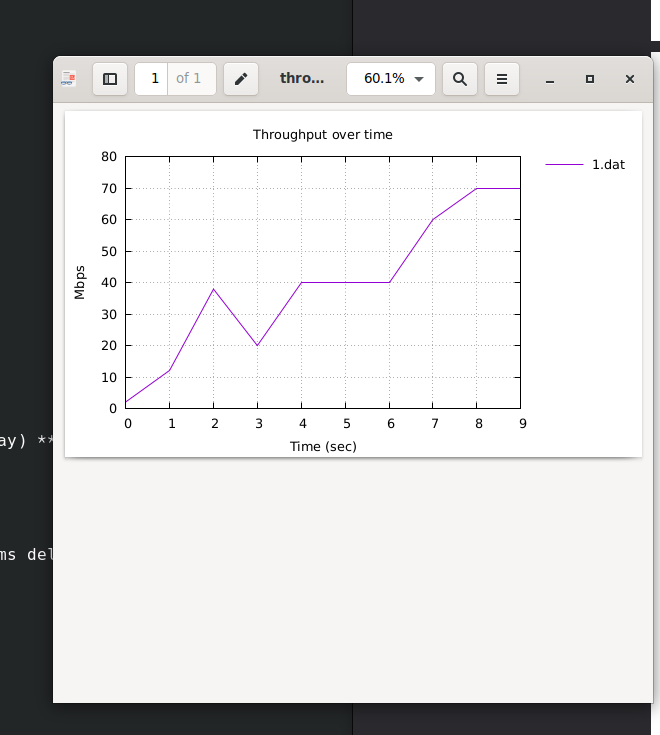 1 of 1
thro...
60.1%
Throughput over time
1.dat
80
70
60
50
40
30
20
10
0
Mbps
0 1 2 3 4 5 6 7 8 9
Time (sec)
ay) **
ms del